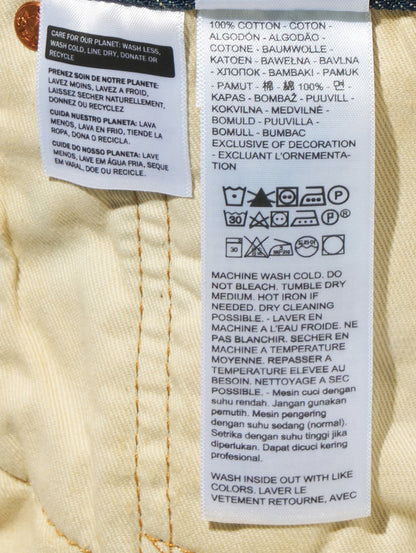 CARE FOR OUR PLANET: WASH LESS,
WASH COLD, LINE DRY, DONATE OR
RECYCLE
PRENEZ SOIN DE NOTRE PLANETE:
LAVEZ MOINS, LAVEZ A FROID,
LAISSEZ SECHER NATURELLEMENT,
DONNEZ OU RECYCLEZ
CUIDA NUESTRO PLANETA: LAVA
MENOS, LAVA EN FRIO, TIENDE LA
ROPA, DONA O RECICLA.
CUIDE DO NOSSO PLANETA: LAVE
MENOS, LAVE EM ÁGUA FRIA, SEQUE
EM VARAL, DOE OU RECICLE.
100% COTTON - COTON -
ALGODÓN - ALGODÃO -
COTONE - BAUMWOLLE -
KATOEN - BAWEŁNA - BAVLNA
- ХЛОПОК - BAMBAKI - PAMUK
- PAMUT - 棉 - 綿 100% - 면 -
KAPAS - BOMBAŽ - PUUVILL -
KOKVILNA - MEDVILNĖ -
BOMULD - PUUVILLA -
BOMULL - BUMBAC
EXCLUSIVE OF DECORATION
- EXCLUANT L'ORNEMENTA-
TION
P
30 P
30
MACHINE WASH COLD. DO
NOT BLEACH. TUMBLE DRY
MEDIUM. HOT IRON IF
NEEDED. DRY CLEANING
POSSIBLE. - LAVER EN
MACHINE A L'EAU FROIDE. NE
PAS BLANCHIR. SECHER EN
MACHINE A TEMPERATURE
MOYENNE. REPASSER A
TEMPERATURE ELEVEE AU
BESOIN. NETTOYAGE A SEC
POSSIBLE. - Mesin cuci dengan
suhu rendah. Jangan gunakan
pemutih. Mesin pengering
dengan suhu sedang (normal).
Setrika dengan suhu tinggi jika
diperlukan. Dapat dicuci kering
profesional.
WASH INSIDE OUT WITH LIKE
COLORS. LAVER LE
VETEMENT RETOURNE, AVEC